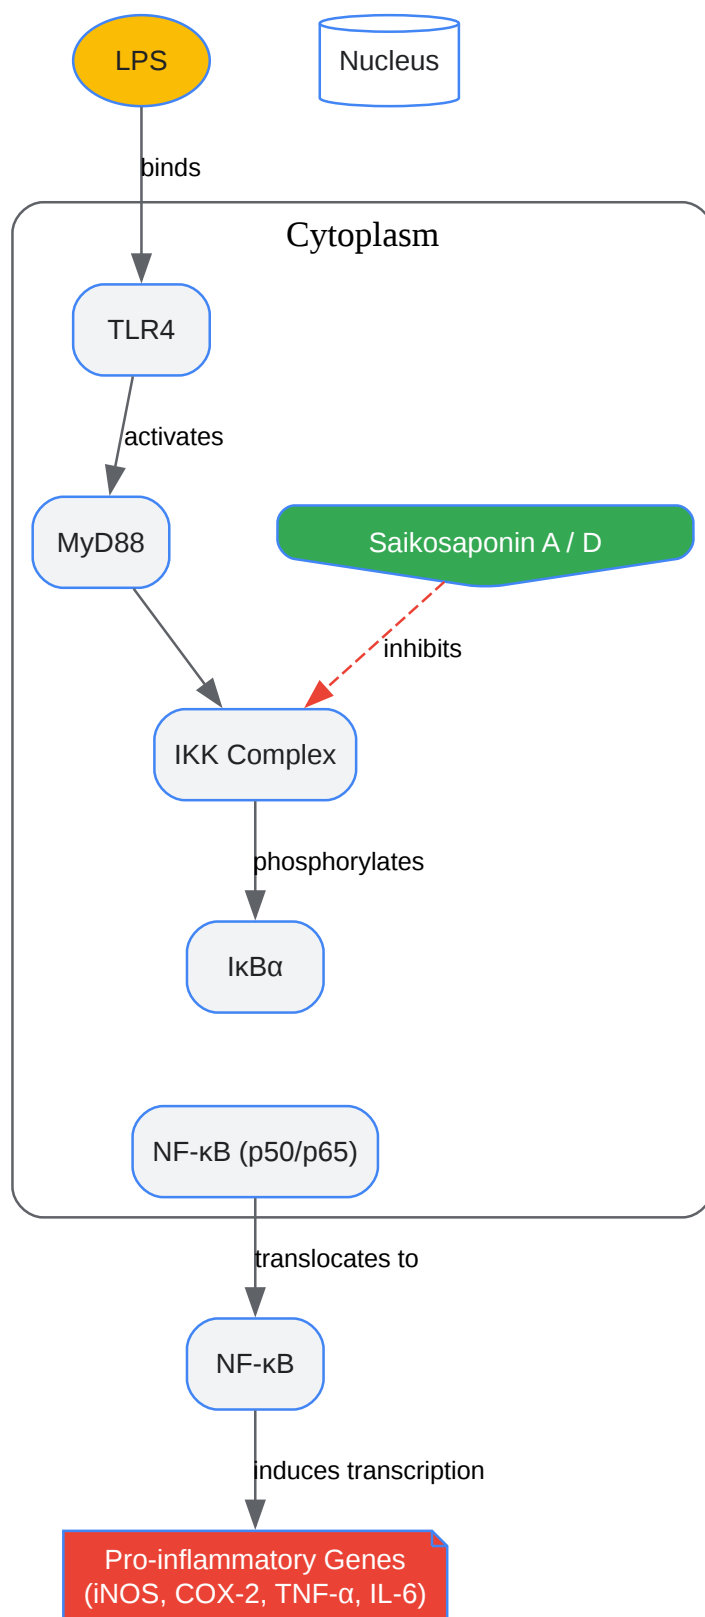 LPS
Nucleus
binds
Cytoplasm
TLR4
activates
MyD88
Saikosaponin A / D
inhibits
IKK Complex
phosphorylates
IκBα
NF-κB (p50/p65)
translocates to
NF-κB
induces transcription
Pro-inflammatory Genes
(iNOS, COX-2, TNF-α, IL-6)